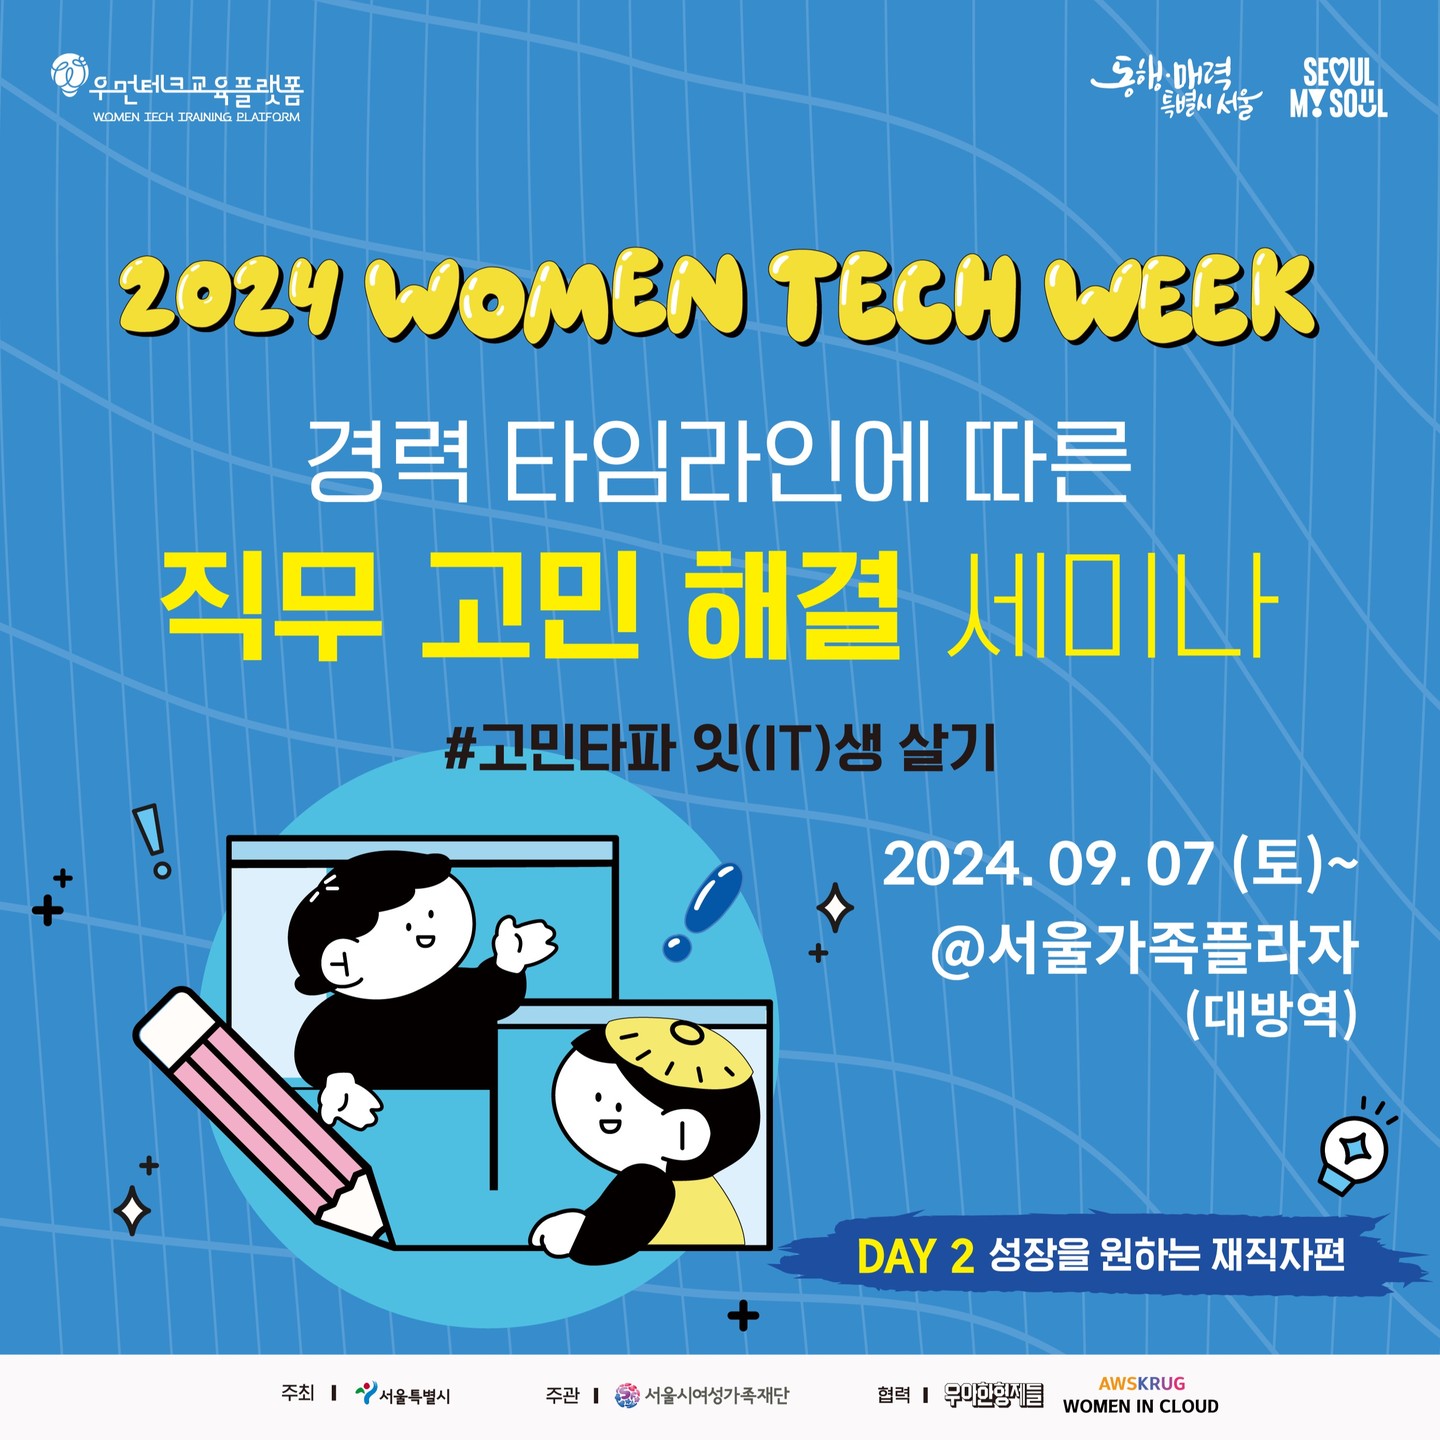 우먼테크교육플랫폼
WOMEN TECH TRAINING PLATFORM
동행·매력
특별시 서울
SEOUL
MY SOUL
2024 WOMEN TECH WEEK
경력 타임라인에 따른
직무 고민 해결 세미나
#고민타파 잇(IT)생 살기
2024. 09. 07 (토)~
@서울가족플라자
(대방역)
DAY 2 성장을 원하는 재직자편
주최 | 서울특별시
주관 | 서울시여성가족재단
협력 | 우아한형제들
AWSKRUG
WOMEN IN CLOUD